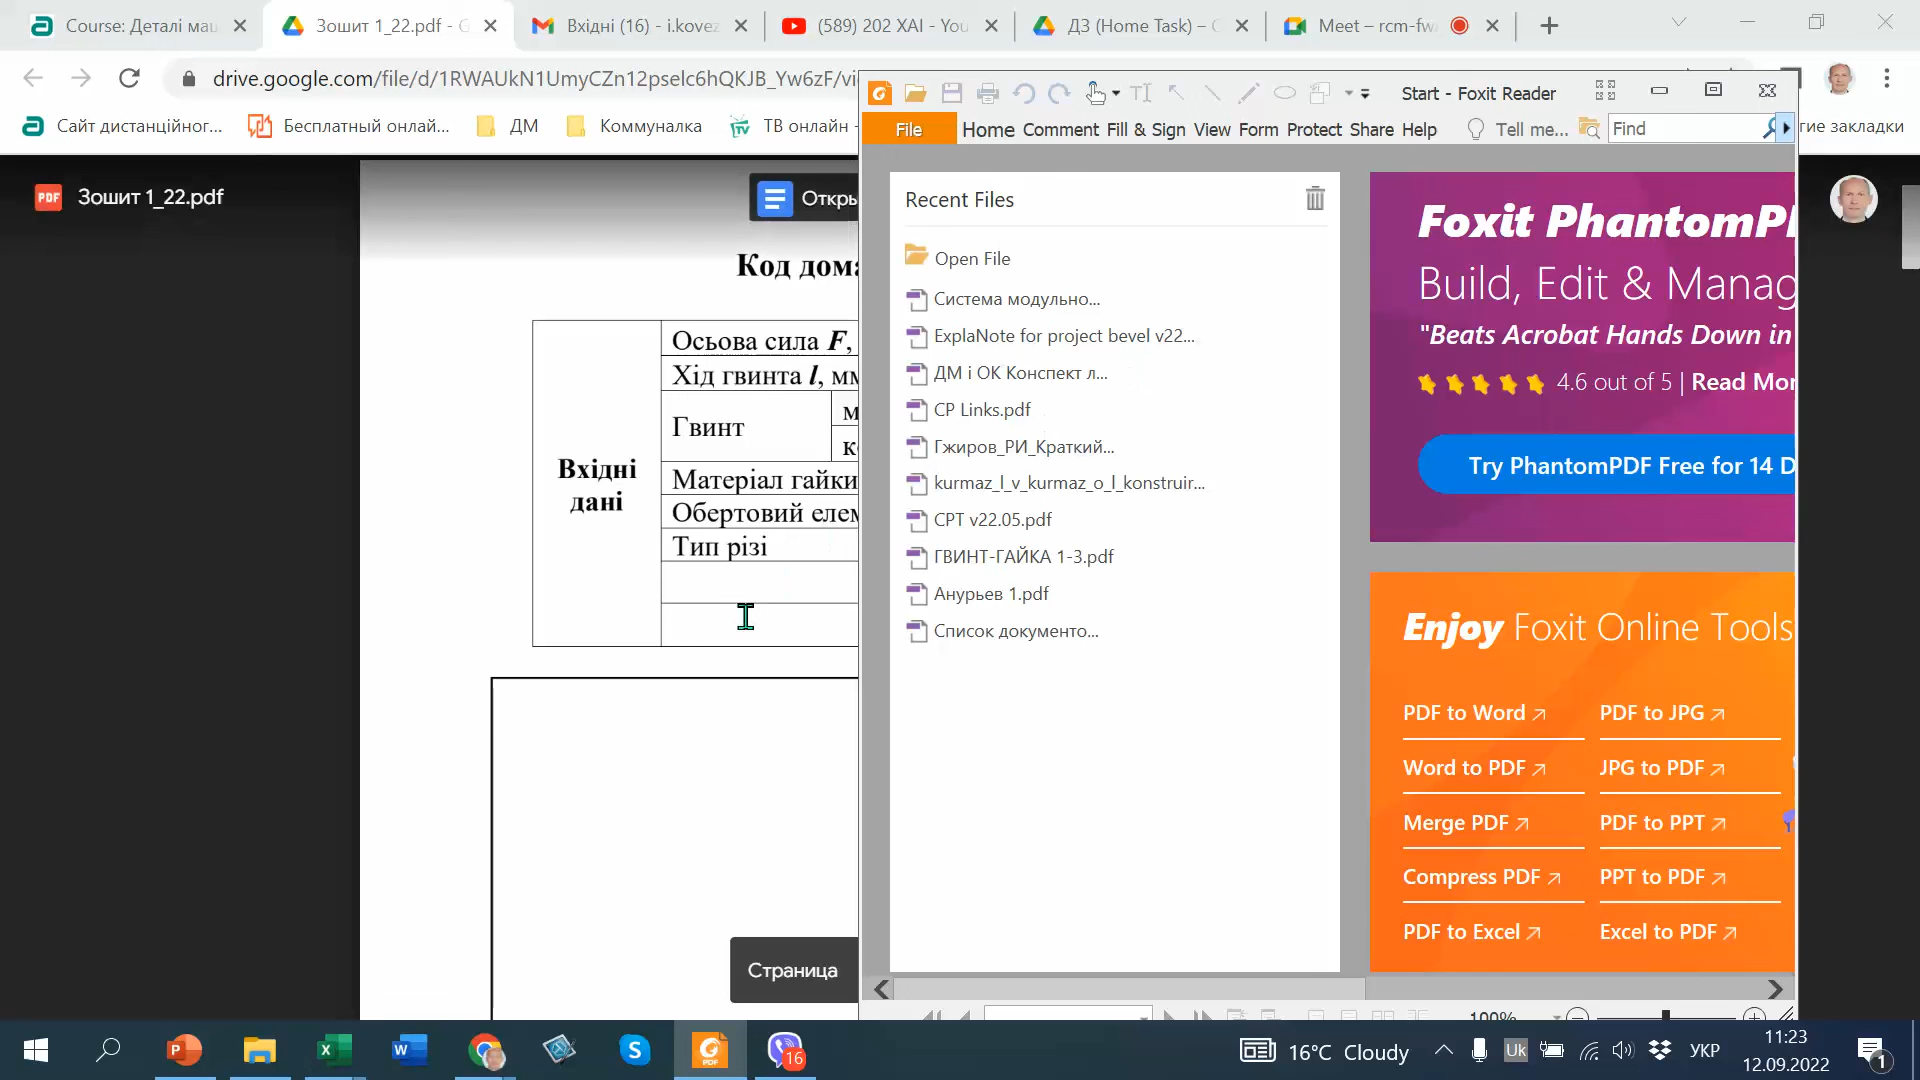 Course: Деталі маш
Зошит 1_22.pdf - G
Вхідні (16) - i.kovez
(589) 202 ХАІ - You
ДЗ (Home Task) – G
Meet – rcm-fw
drive.google.com/file/d/1RWAUkN1UmyCZn12pselc6hQKJB_Yw6zF/vi
Сайт дистанційног...
Бесплатный онлай...
ДМ
Коммуналка
ТВ онлайн -
гие закладки
Start - Foxit Reader
File
Home
Comment
Fill & Sign
View
Form
Protect
Share
Help
Tell me...
Find
PDF
Зошит 1_22.pdf
Откры
Код дома
Вхідні дані
Осьова сила F,
Хід гвинта l, мм
Гвинт
м
к
Матеріал гайки
Обертовий елем
Тип різі
Страница
Recent Files
Open File
Система модульно...
ExplaNote for project bevel v22...
ДМ і ОК Конспект л...
CP Links.pdf
Гжиров_РИ_Краткий...
kurmaz_l_v_kurmaz_o_l_konstruir...
СРТ v22.05.pdf
ГВИНТ-ГАЙКА 1-3.pdf
Анурьев 1.pdf
Список документо...
Foxit PhantomPD
Build, Edit & Manag
"Beats Acrobat Hands Down in
4.6 out of 5 | Read Mor
Try PhantomPDF Free for 14 D
Enjoy Foxit Online Tools
PDF to Word
PDF to JPG
Word to PDF
JPG to PDF
Merge PDF
PDF to PPT
Compress PDF
PPT to PDF
PDF to Excel
Excel to PDF
100%
16
16°C Cloudy
Uk
УКР
11:23
12.09.2022
1